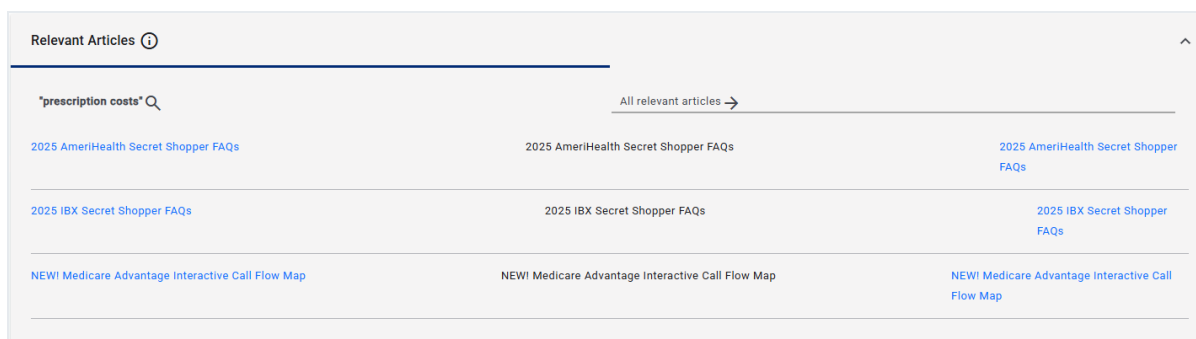 Relevant Articles
"prescription costs"
All relevant articles
2025 AmeriHealth Secret Shopper FAQs
2025 AmeriHealth Secret Shopper FAQs
2025 AmeriHealth Secret Shopper
FAQs
2025 IBX Secret Shopper FAQs
2025 IBX Secret Shopper FAQs
2025 IBX Secret Shopper
FAQs
NEW! Medicare Advantage Interactive Call Flow Map
NEW! Medicare Advantage Interactive Call Flow Map
NEW! Medicare Advantage Interactive Call
Flow Map